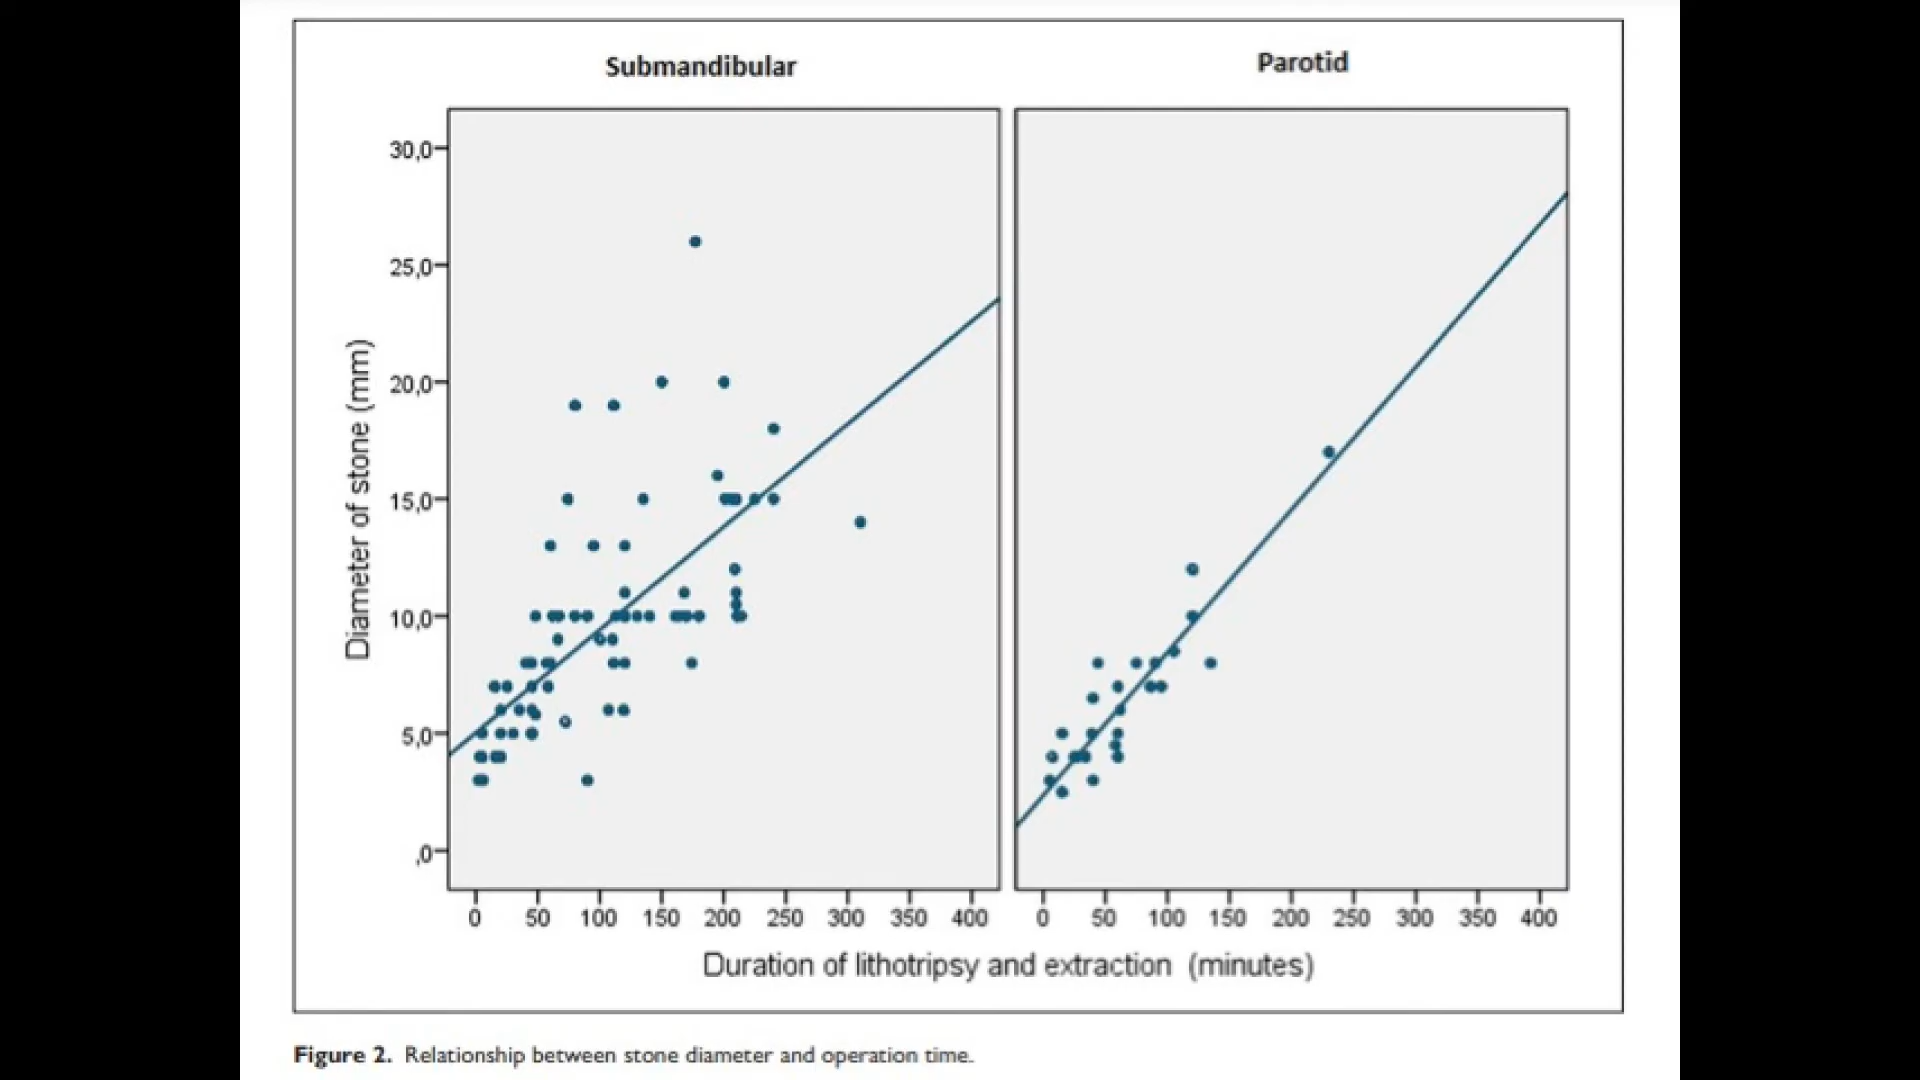 Submandibular
Parotid
30,0
25,0
20,0
15,0
10,0
5,0
,0
Diameter of stone (mm)
0 50 100 150 200 250 300 350 400
0 50 100 150 200 250 300 350 400
Duration of lithotripsy and extraction (minutes)
Figure 2. Relationship between stone diameter and operation time.